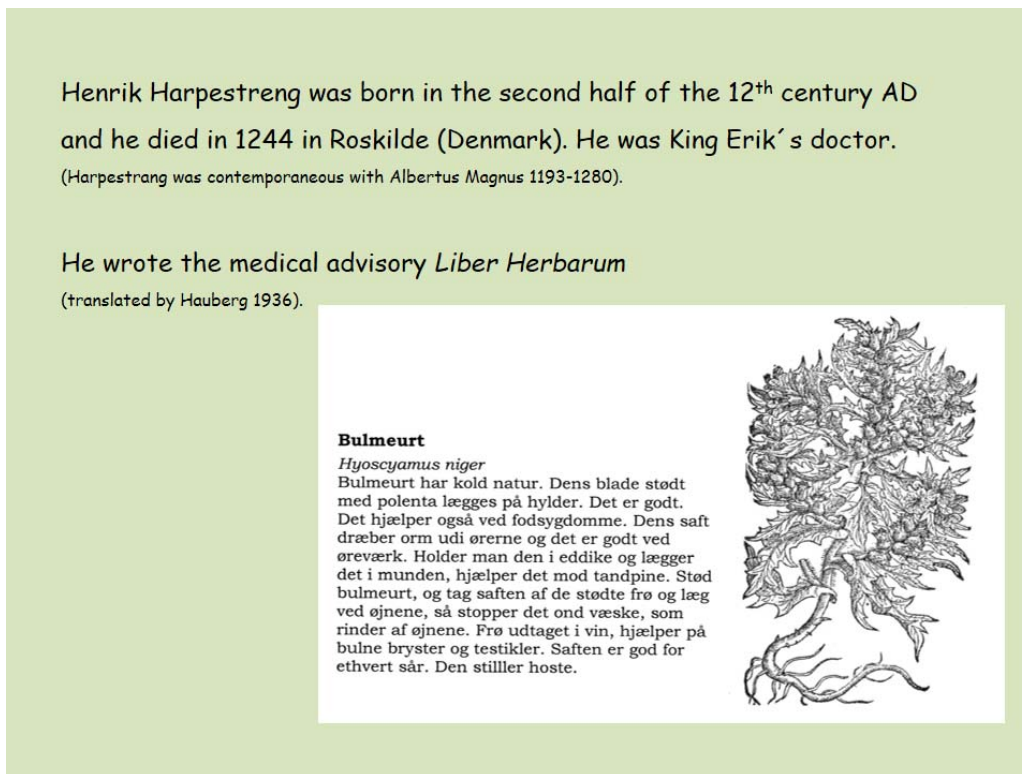 Henrik Harpestreng was born in the second half of the 12th century AD
and he died in 1244 in Roskilde (Denmark). He was King Erik´s doctor.
(Harpestrang was contemporaneous with Albertus Magnus 1193-1280).
He wrote the medical advisory Liber Herbarum
(translated by Hauberg 1936).
Bulmeurt
Hyoscyamus niger
Bulmeurt har kold natur. Dens blade stødt
med polenta lægges på hylder. Det er godt.
Det hjælper også ved fodsygdomme. Dens saft
dræber orm udi ørerne og det er godt ved
øreværk. Holder man den i eddike og lægger
det i munden, hjælper det mod tandpine. Stød
bulmeurt, og tag saften af de stødte frø og læg
ved øjnene, så stopper det ond væske, som
rinder af øjnene. Frø udtaget i vin, hjælper på
bulne bryster og testikler. Saften er god for
ethvert sår. Den stilller hoste.